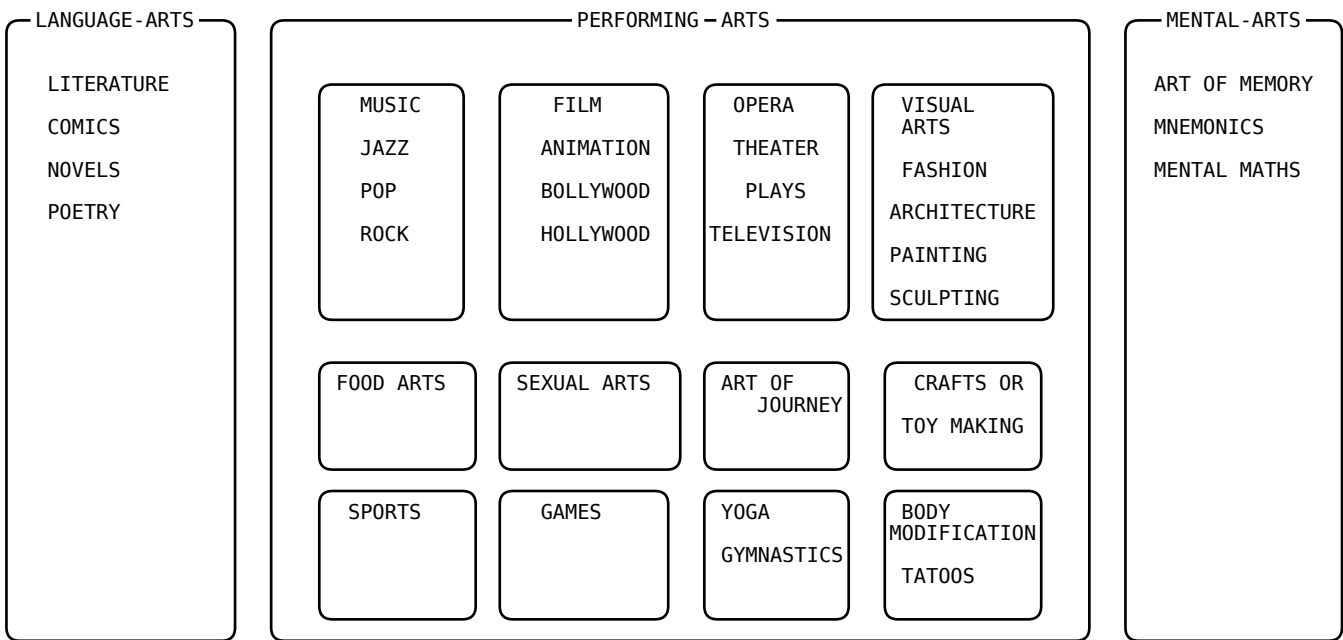 LANGUAGE-ARTS
LITERATURE
COMICS
NOVELS
POETRY
PERFORMING-ARTS
MUSIC
JAZZ
POP
ROCK
FILM
ANIMATION
BOLLYWOOD
HOLLYWOOD
OPERA
THEATER
PLAYS
TELEVISION
VISUAL
ARTS
FASHION
ARCHITECTURE
PAINTING
SCULPTING
FOOD ARTS
SEXUAL ARTS
ART OF
JOURNEY
CRAFTS OR
TOY MAKING
SPORTS
GAMES
YOGA
GYMNASTICS
BODY
MODIFICATION
TATOOS
MENTAL-ARTS
ART OF MEMORY
MNEMONICS
MENTAL MATHS